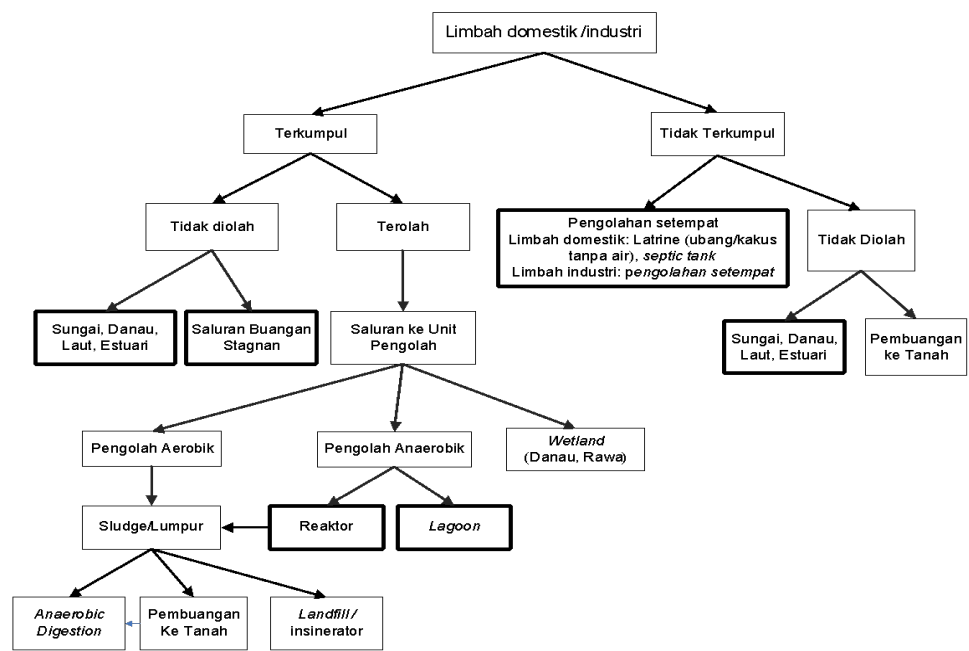 Limbah domestik /industri
Terkumpul
Tidak Terkumpul
Tidak diolah
Terolah
Pengolahan setempat
Limbah domestik: Latrine (ubang/kakus
tanpa air), septic tank
Limbah industri: pengolahan setempat
Tidak Diolah
Sungai, Danau,
Laut, Estuari
Saluran Buangan
Stagnan
Saluran ke Unit
Pengolah
Sungai, Danau,
Laut, Estuari
Pembuangan
ke Tanah
Pengolah Aerobik
Pengolah Anaerobik
Wetland
(Danau, Rawa)
Sludge/Lumpur
Reaktor
Lagoon
Anaerobic
Digestion
Pembuangan
Ke Tanah
Landfill /
insinerator